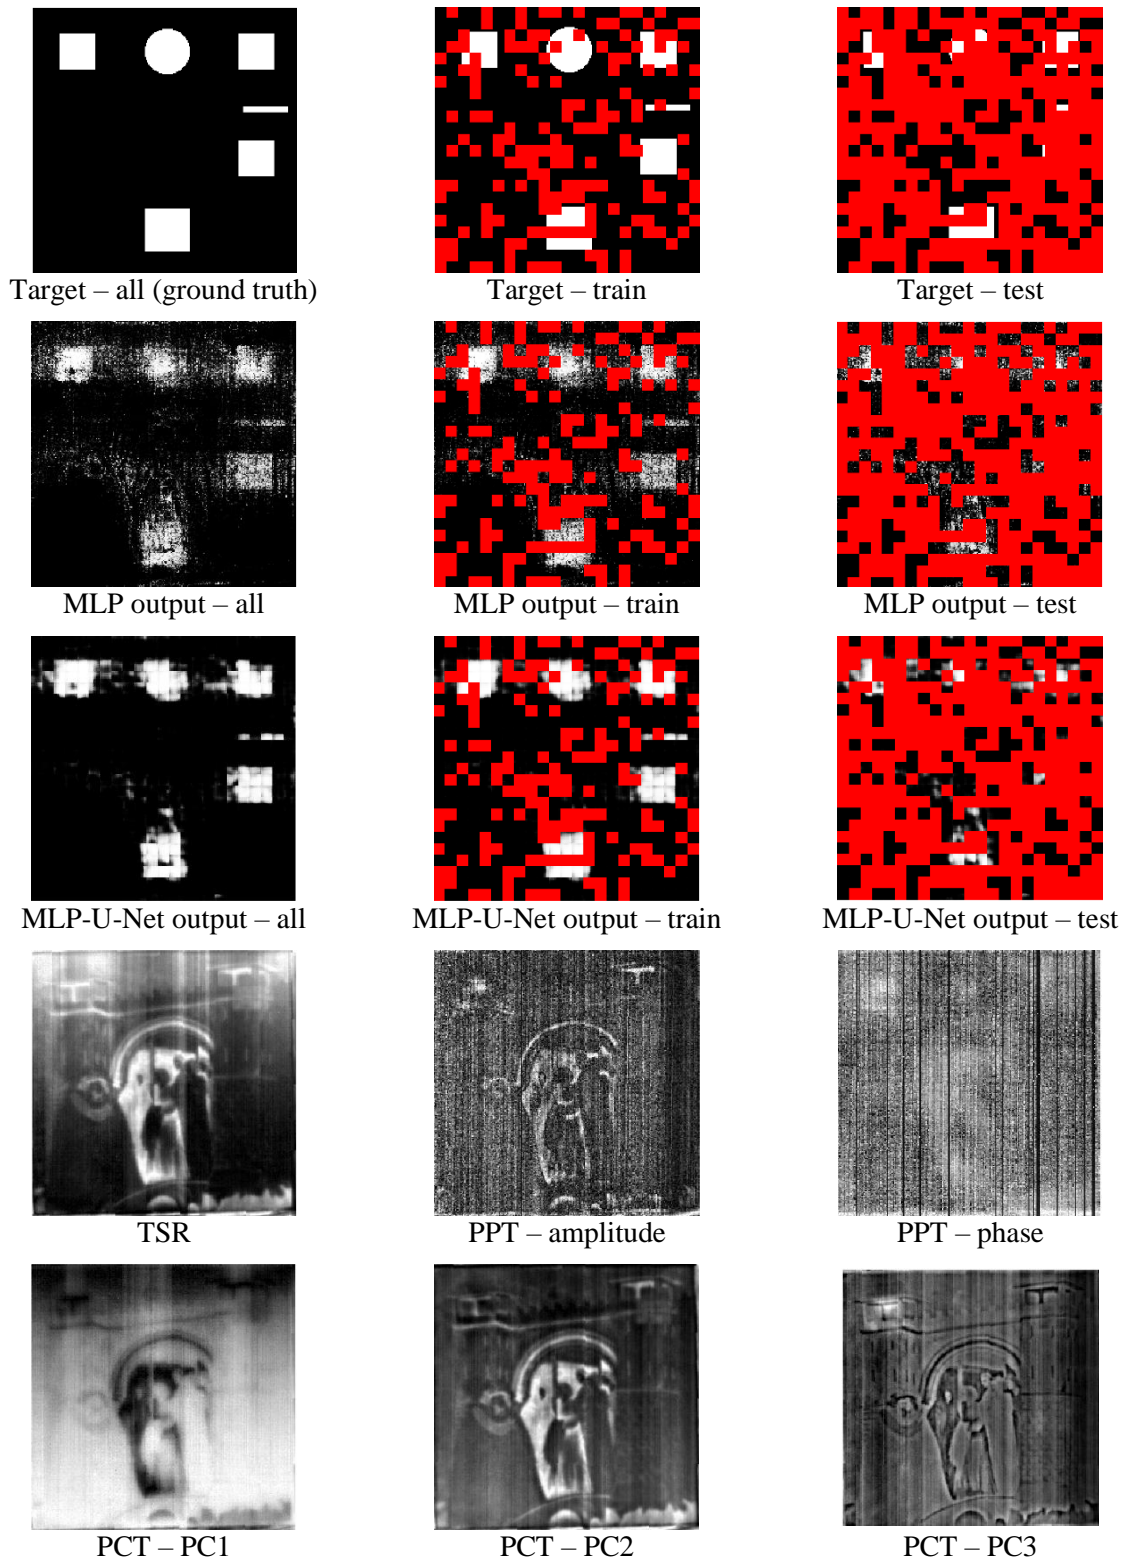 Target – all (ground truth)
Target – train
Target – test
MLP output – all
MLP output – train
MLP output – test
MLP-U-Net output – all
MLP-U-Net output – train
MLP-U-Net output – test
TSR
PPT – amplitude
PPT – phase
PCT – PC1
PCT – PC2
PCT – PC3